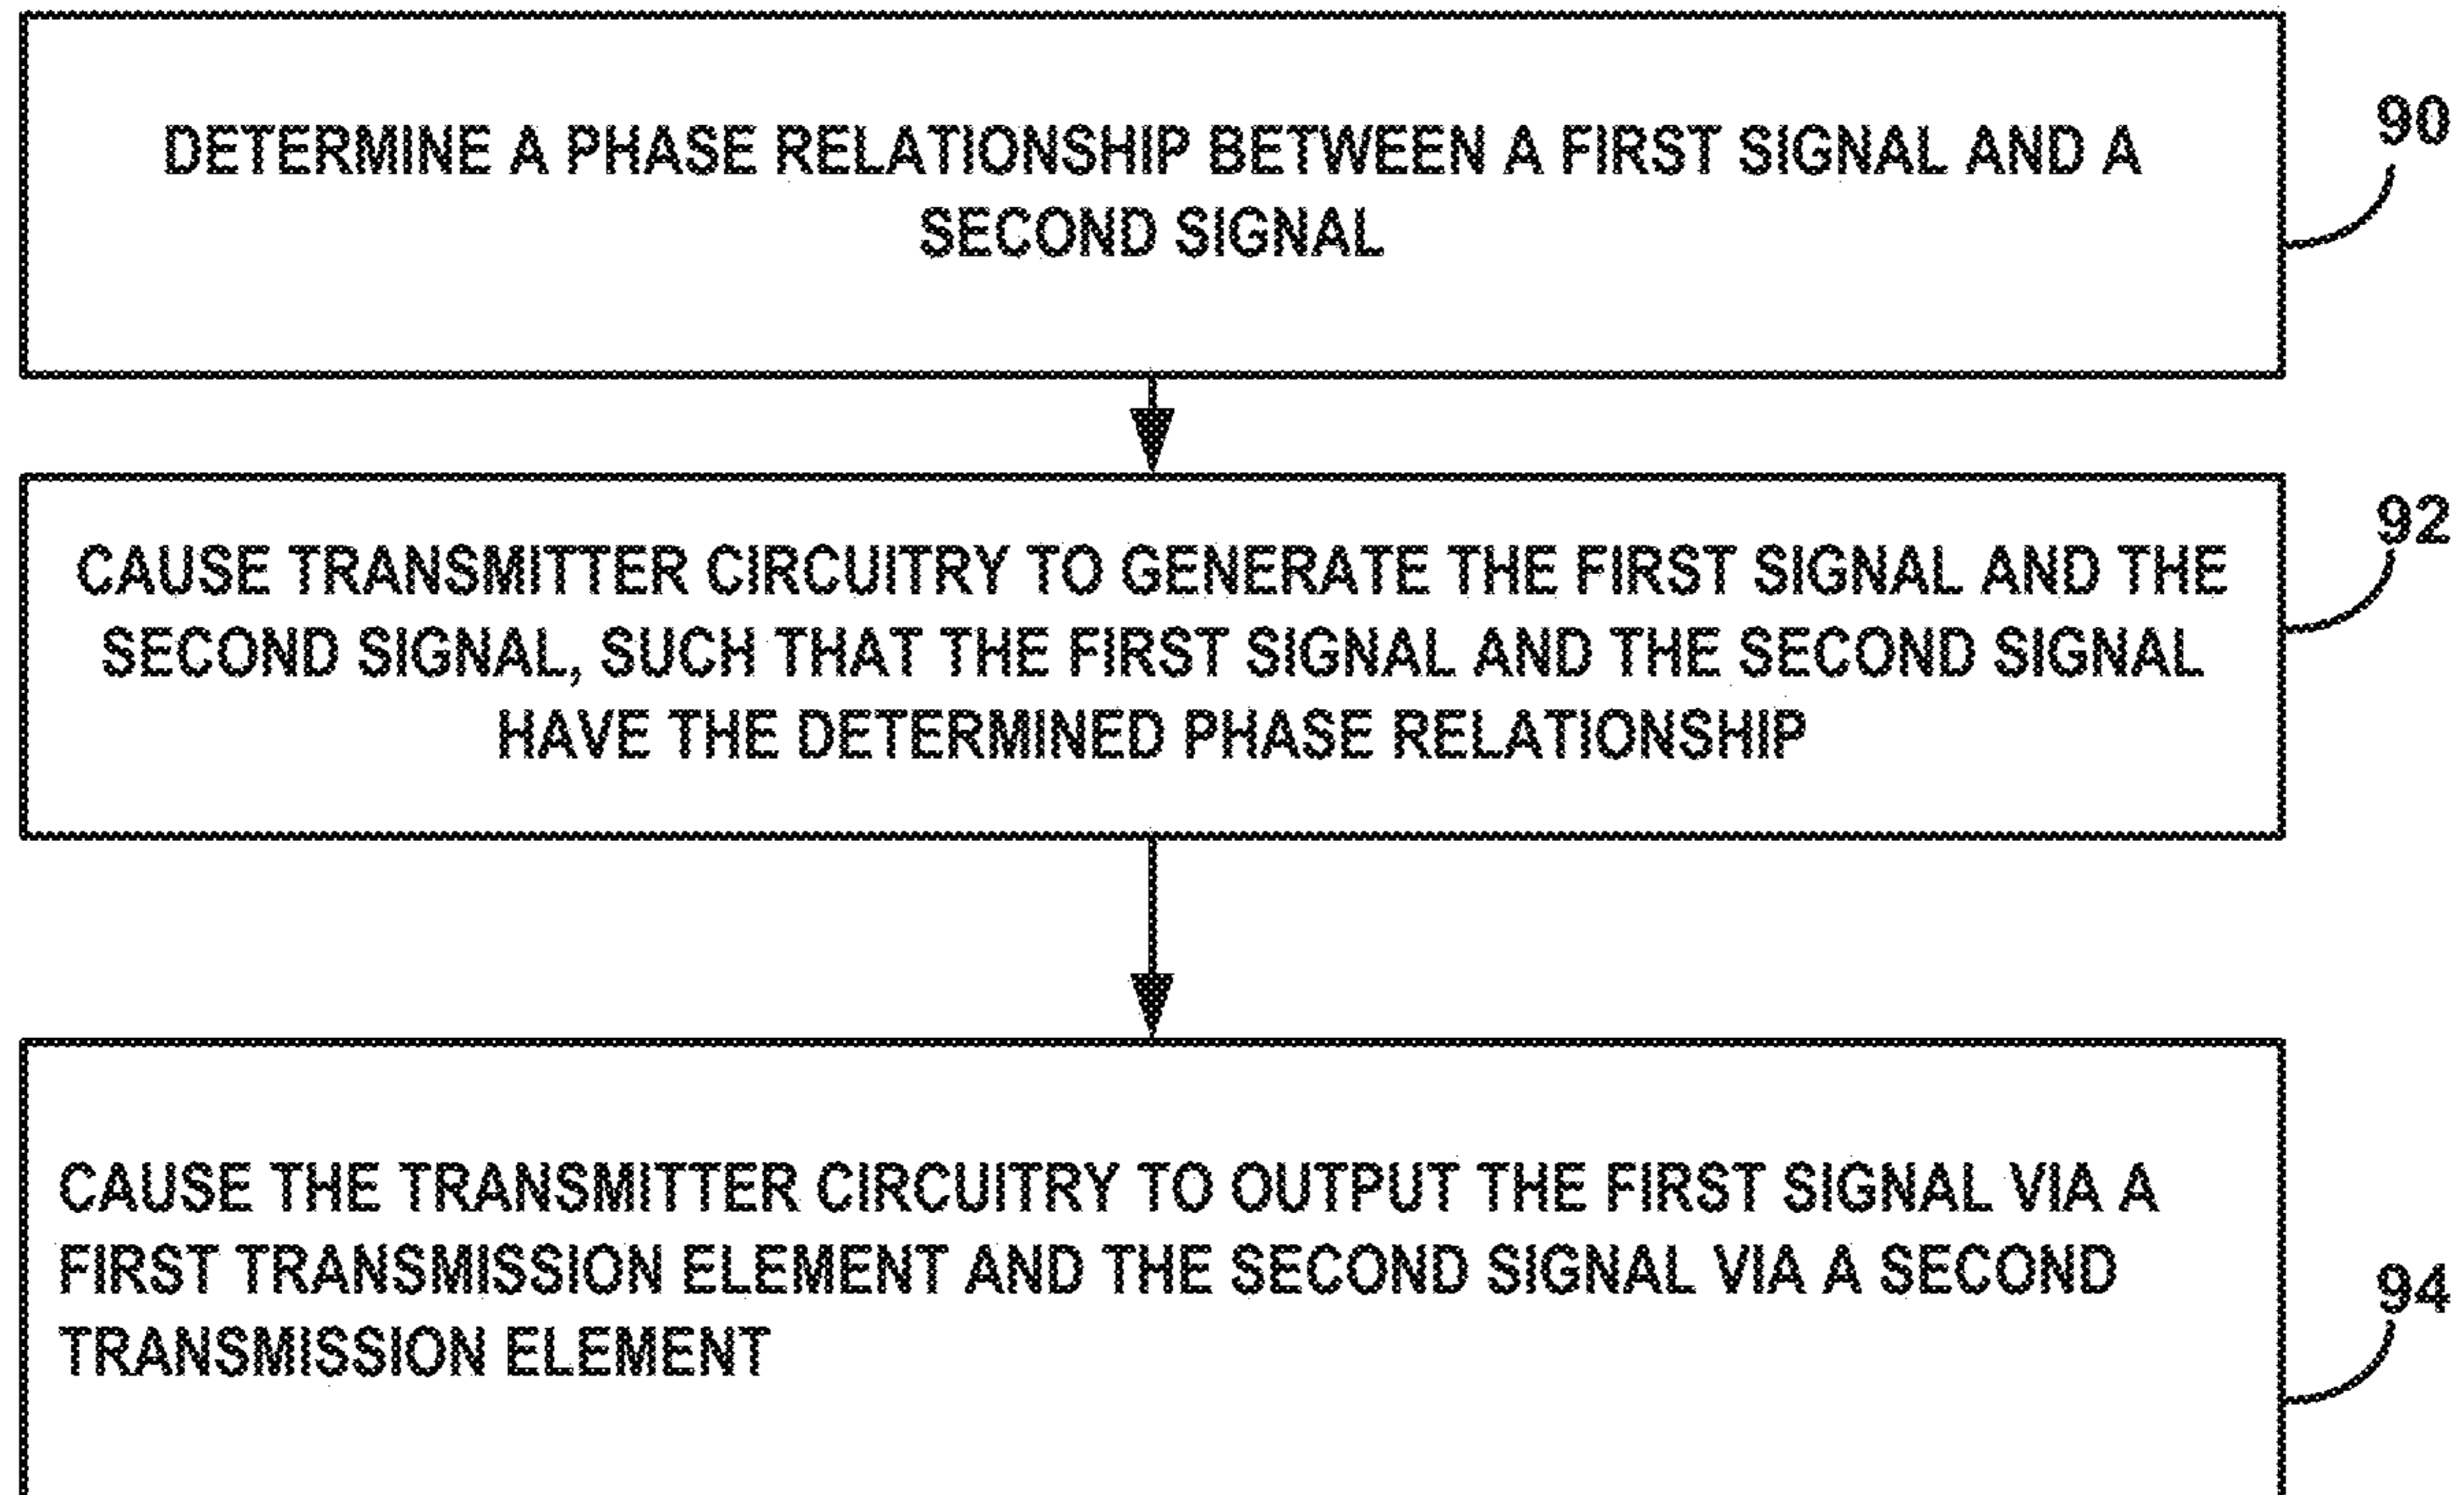 DETERMINE A PHASE RELATIONSHIP BETWEEN A FIRST SIGNAL AND A
SECOND SIGNAL
90
CAUSE TRANSMITTER CIRCUITRY TO GENERATE THE FIRST SIGNAL AND THE
SECOND SIGNAL, SUCH THAT THE FIRST SIGNAL AND THE SECOND SIGNAL
HAVE THE DETERMINED PHASE RELATIONSHIP
92
CAUSE THE TRANSMITTER CIRCUITRY TO OUTPUT THE FIRST SIGNAL VIA A
FIRST TRANSMISSION ELEMENT AND THE SECOND SIGNAL VIA A SECOND
TRANSMISSION ELEMENT
94